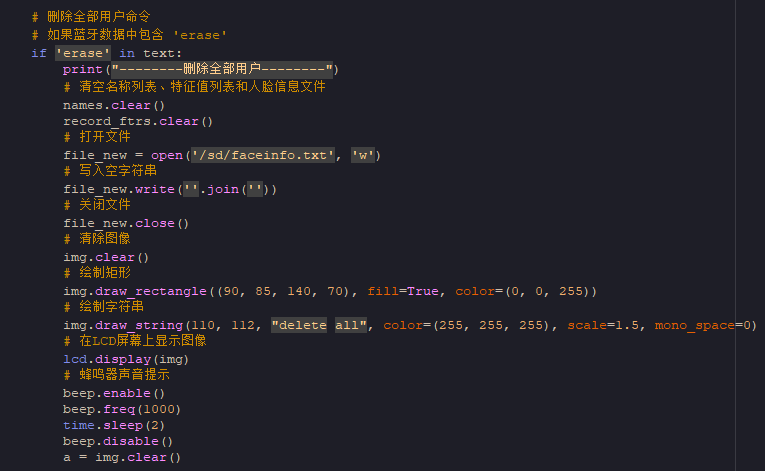 # 删除全部用户命令
# 如果蓝牙数据中包含 'erase'
if 'erase' in text:
    print("--------删除全部用户--------")
    # 清空名称列表、特征值列表和人脸信息文件
    names.clear()
    record_ftrs.clear()
    # 打开文件
    file_new = open('/sd/faceinfo.txt', 'w')
    # 写入空字符串
    file_new.write(''.join(''))
    # 关闭文件
    file_new.close()
    # 清除图像
    img.clear()
    # 绘制矩形
    img.draw_rectangle((90, 85, 140, 70), fill=True, color=(0, 0, 255))
    # 绘制字符串
    img.draw_string(110, 112, "delete all", color=(255, 255, 255), scale=1.5, mono_space=0)
    # 在LCD屏幕上显示图像
    lcd.display(img)
    # 蜂鸣器声音提示
    beep.enable()
    beep.freq(1000)
    time.sleep(2)
    beep.disable()
    a = img.clear()